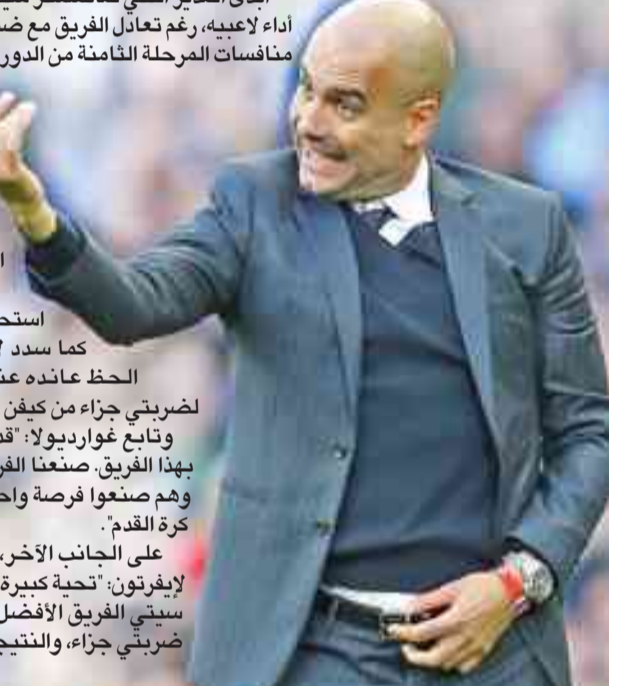 أداء لاعبيه، رغم تعادل الفريق مع ض
منافسات المرحلة الثامنة من الدور
ا
استح
كما سدد ل
الحظ عانده عن
لضربتي جزاء من كيفن
وتابع غوارديولا: "قد
بهذا الفريق. صنعنا الفر
وهم صنعوا فرصة واح
كرة القدم".
على الجانب الآخر،
لإيفرتون: "تحية كبيرة
سيتي الفريق الأفضل
ضربتي جزاء، والنتيج